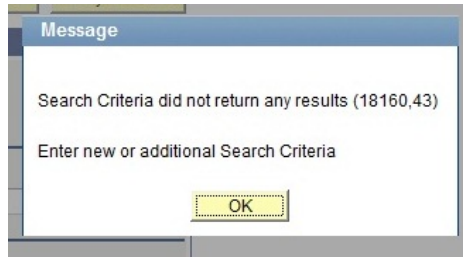 Message
Search Criteria did not return any results (18160,43)
Enter new or additional Search Criteria
OK